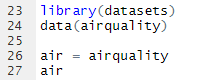 23 library(datasets)
24 data(airquality)
25
26 air = airquality
27 air